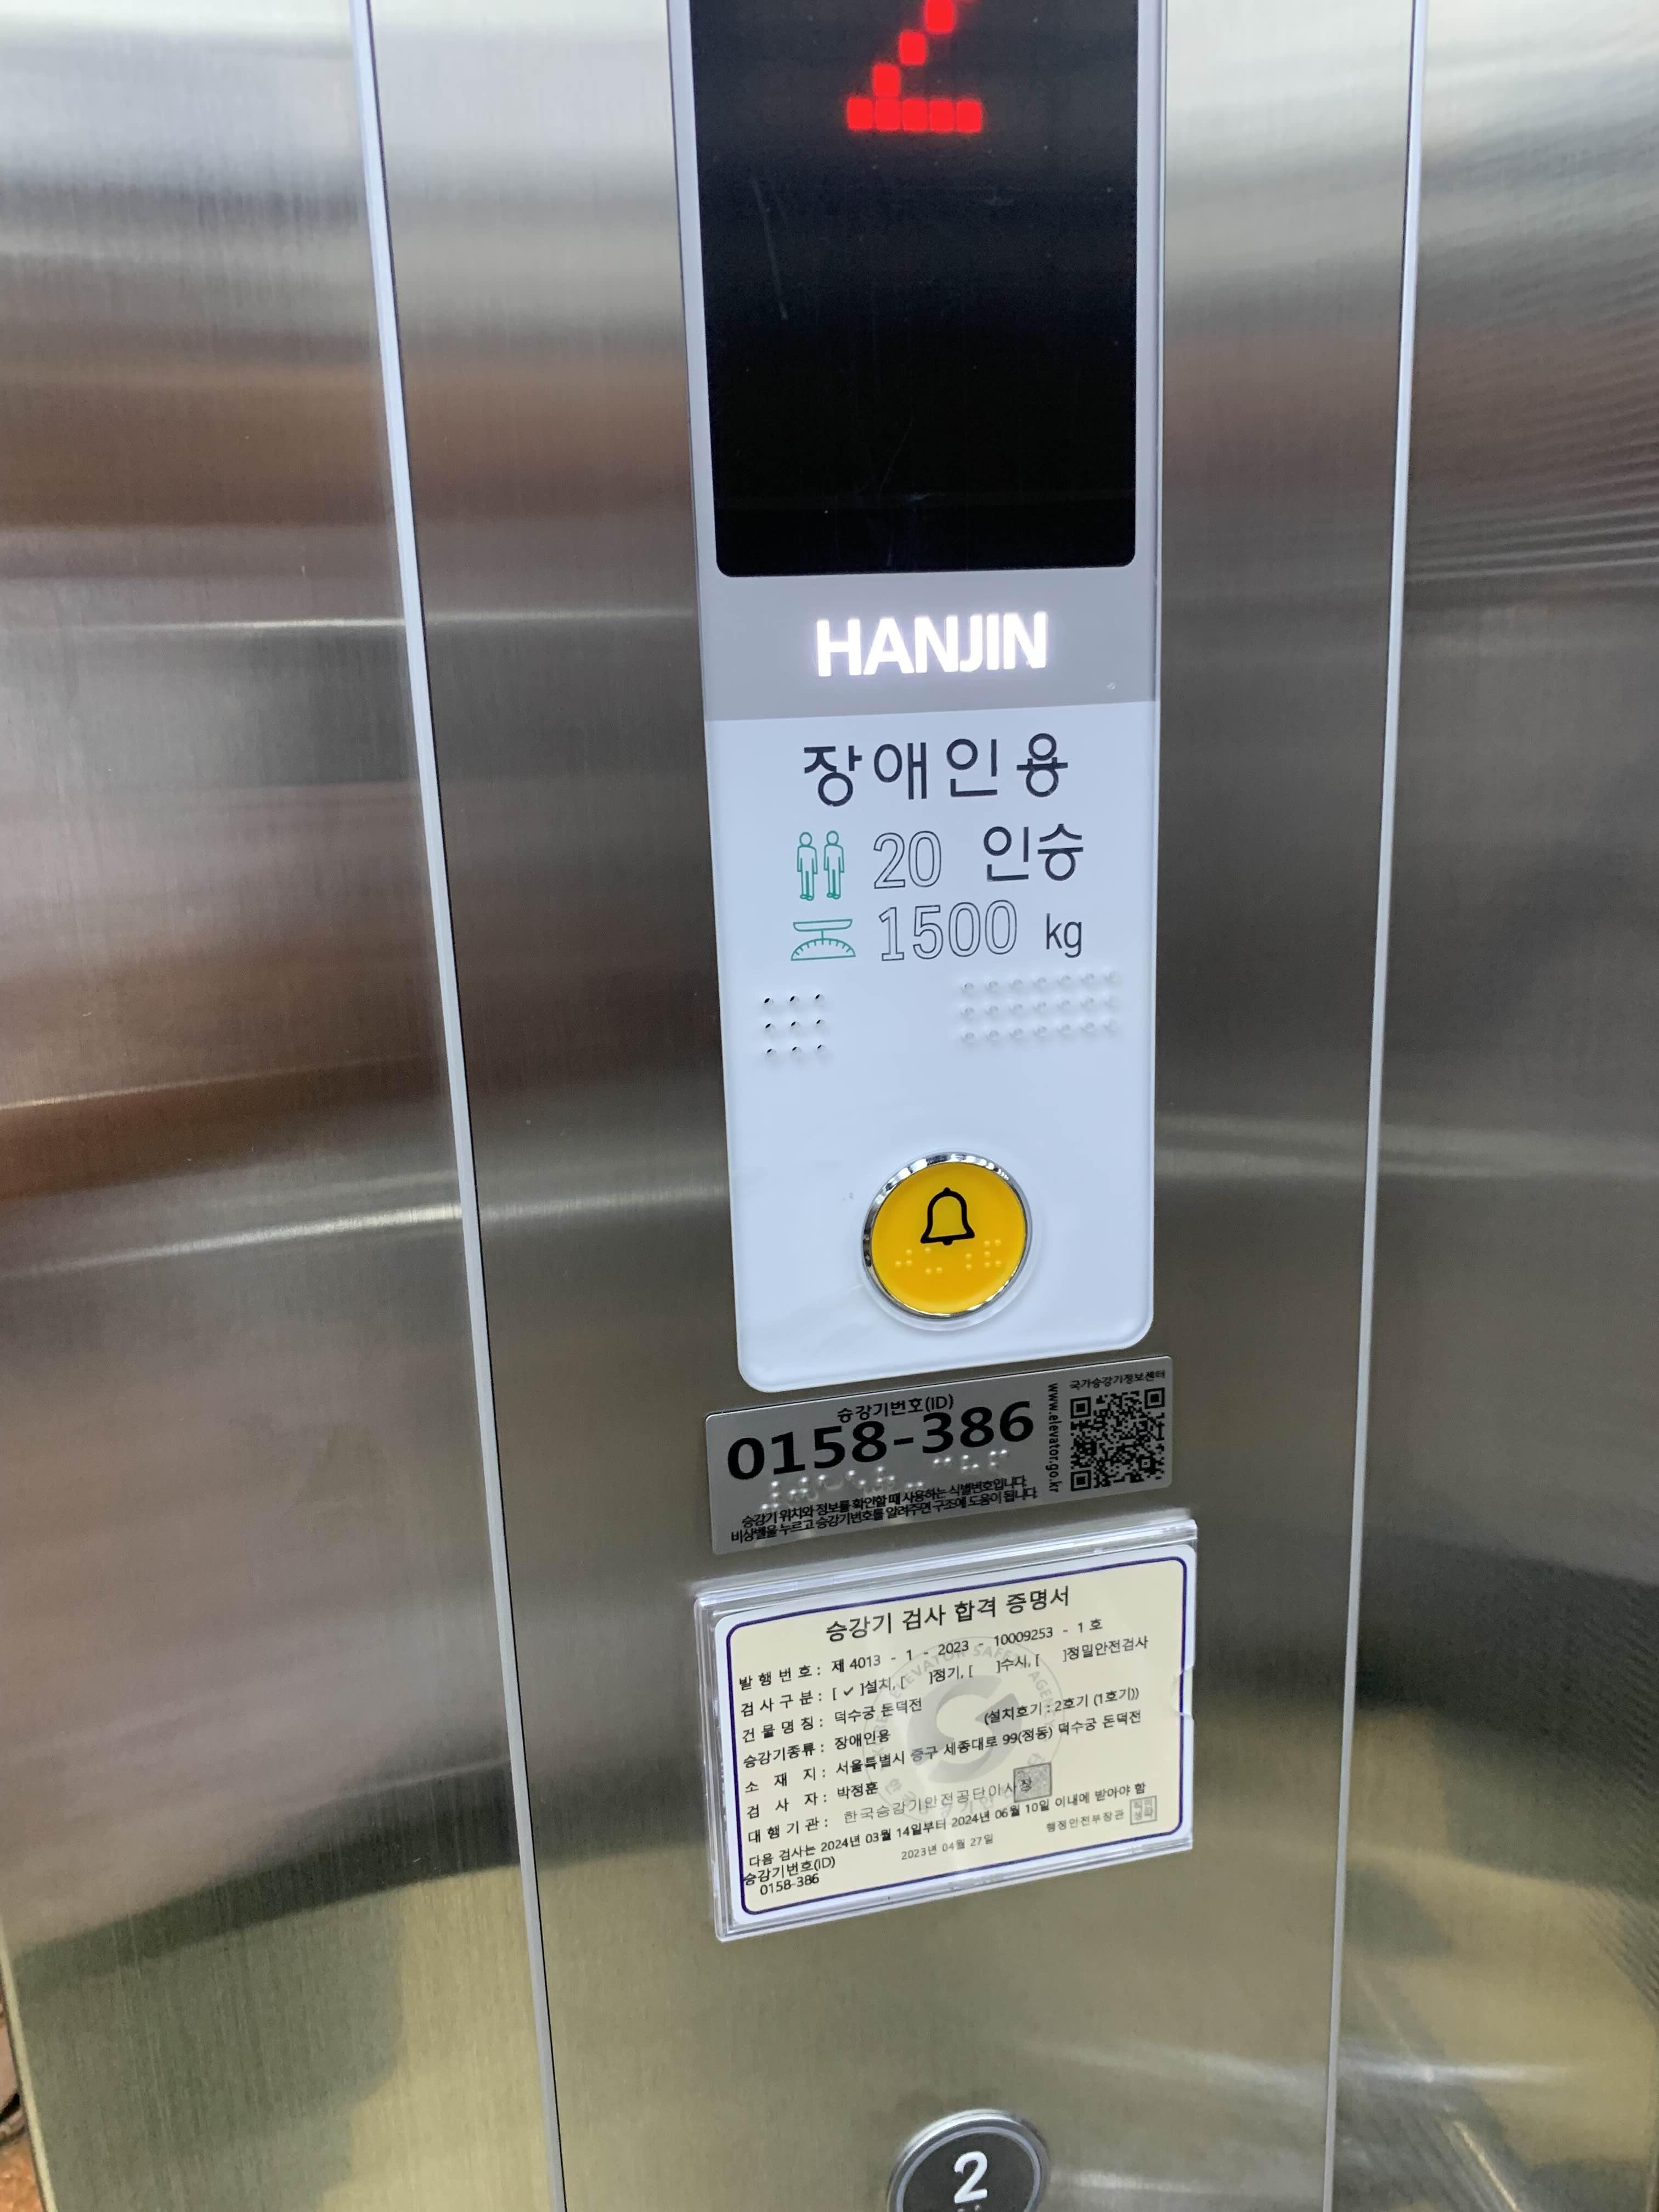 2
HANJIN
장애인용
20 인승
1500 kg
승강기번호(ID)
0158-386
승강기 위치와 정보를 확인할 때 사용하는 식별번호입니다.
비상벨을 누르고 승강기번호를 알려주면 구조에 도움이 됩니다.
www.elevator.go.kr
국가승강기정보센터
승강기 검사 합격 증명서
발행번호: 제 4013 - 1 - 2023 - 10009253 - 1 호
검사구분: [ ✓ ]설치, [ ]정기, [ ]수시, [ ]정밀안전검사
건물명칭: 덕수궁 돈덕전 (설치호기 : 2호기 (1호기))
승강기종류: 장애인용
소재지: 서울특별시 중구 세종대로 99(정동) 덕수궁 돈덕전
검사자: 박정훈
대행기관: 한국승강기안전공단이사장
다음 검사는 2024년 03월 14일부터 2024년 06월 10일 이내에 받아야 함
2023년 04월 27일 행정안전부장관
승강기번호(ID)
0158-386
2